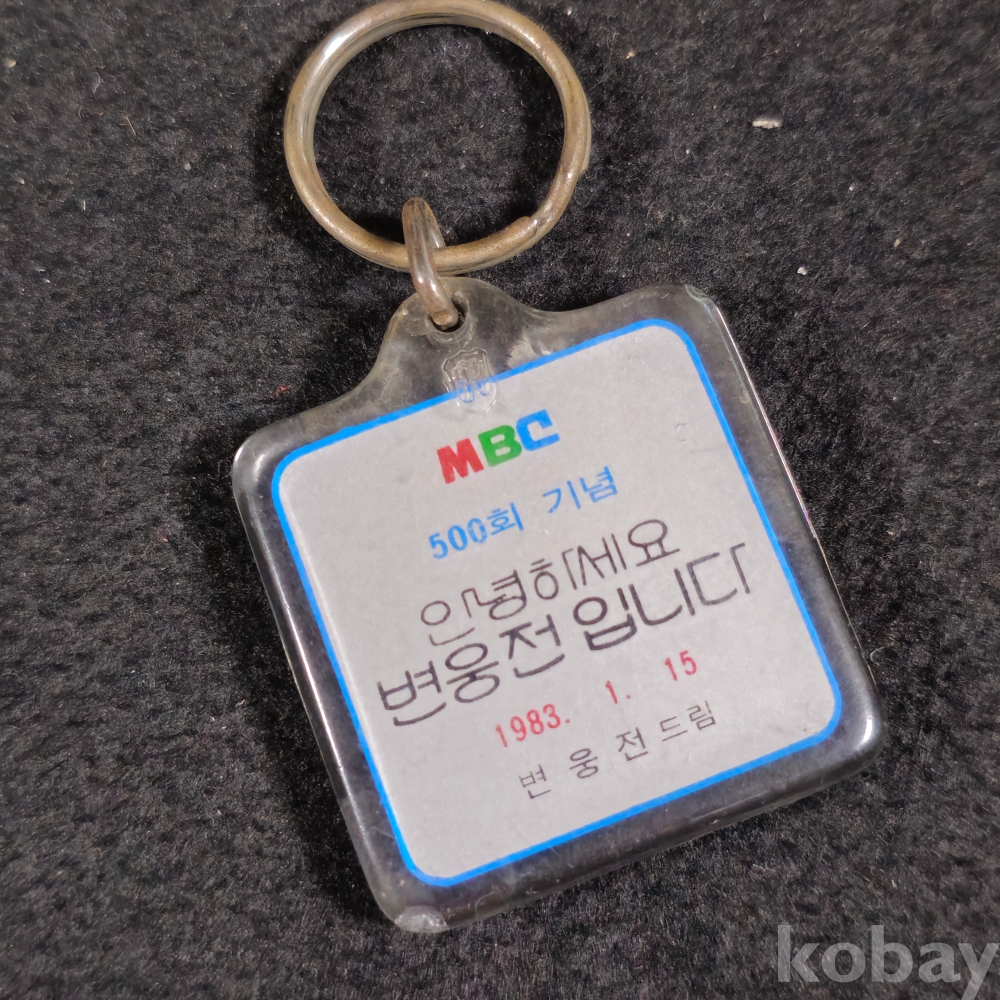 MBC
500회 기념
안녕하세요
변웅전입니다
1983. 1. 15
변웅전드림
kobay